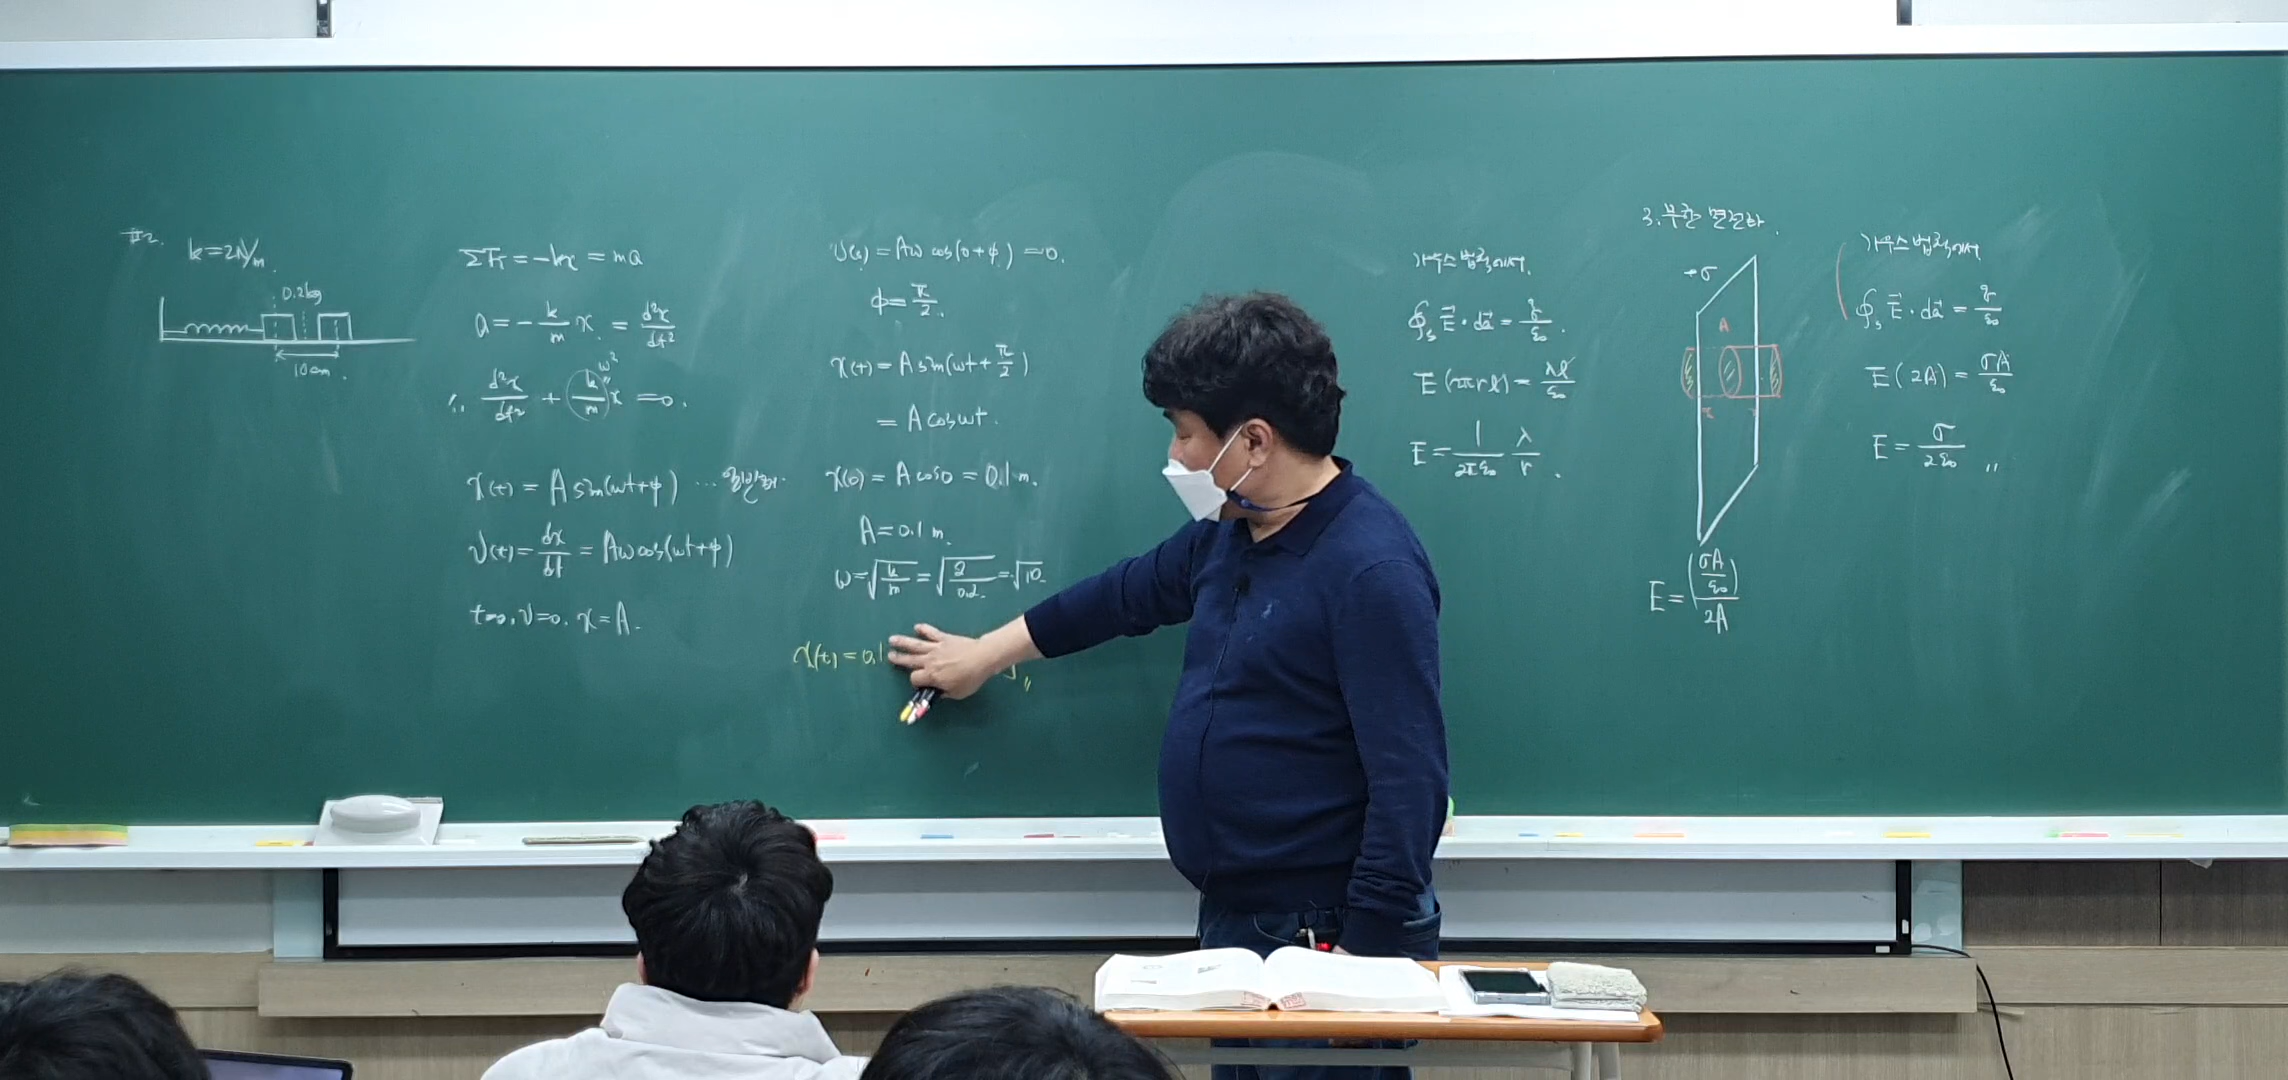 #2.
k=2N/m.
0.2kg
10cm.
ΣF = -kx = ma
a = - k/m x = d²x/dt²
∴ d²x/dt² + (k/m) x = 0.
ω²
x(t) = A sin(ωt+φ) … 일반해.
v(t) = dx/dt = Aω cos(ωt+φ)
t=0, v=0. x=A.
v(0) = Aω cos(0+φ) = 0.
φ = π/2.
x(t) = A sin(ωt + π/2)
= A cos ωt.
x(0) = A cos 0 = 0.1 m.
A = 0.1 m.
ω = √(k/m) = √(2/0.2) = √10.
x(t) = 0.1
가우스 법칙에서.
∮s E⃗ · da⃗ = q/ε₀.
E (2πrl) = λl/ε₀
E = 1/2πε₀ λ/r.
3. 무한 면전하.
+σ
A
E = (σA/ε₀)/2A
가우스 법칙에서
∮s E⃗ · da⃗ = q/ε₀
E (2A) = σA/ε₀
E = σ/2ε₀ 〃